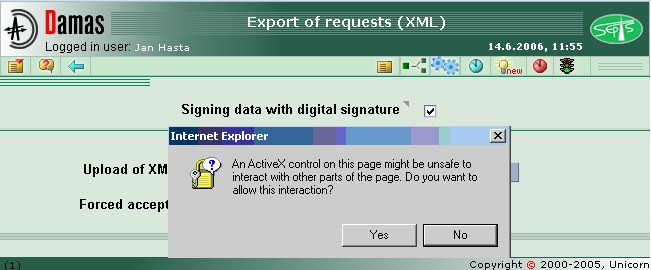 Damas
Export of requests (XML)
SEPS
Logged in user: Jan Hasta
14.6.2006, 11:55
new
Signing data with digital signature
Internet Explorer
An ActiveX control on this page might be unsafe to
interact with other parts of the page. Do you want to
allow this interaction?
Upload of XM
Forced accept
Yes
No
(1)
Copyright © 2000-2005, Unicorn